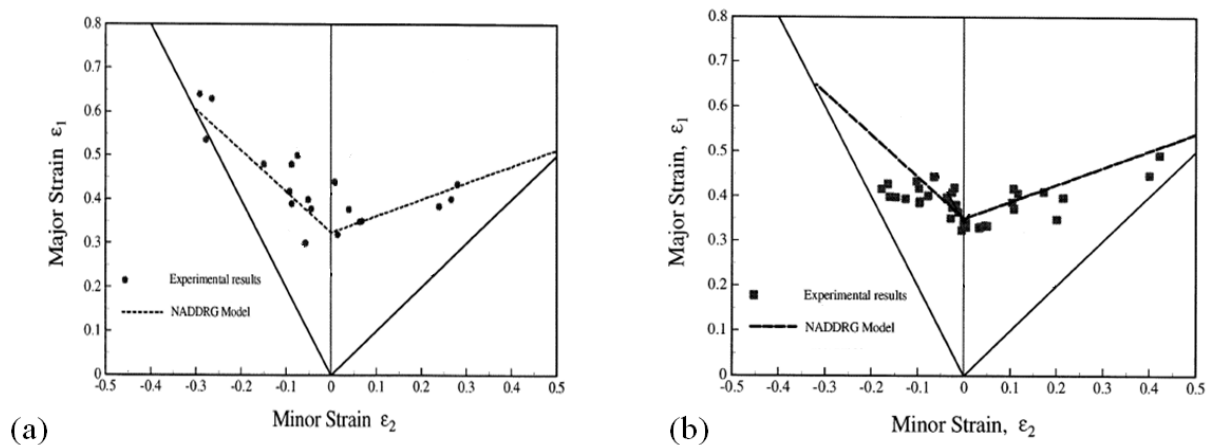 0.8
0.7
0.6
0.5
0.4
0.3
0.2
0.1
0
Major Strain ε1
Experimental results
NADDRG Model
-0.5 -0.4 -0.3 -0.2 -0.1 0 0.1 0.2 0.3 0.4 0.5
Minor Strain ε2
(a)
0.8
0.7
0.6
0.5
0.4
0.3
0.2
0.1
0
Major Strain, ε1
Experimental results
NADDRG Model
-0.5 -0.4 -0.3 -0.2 -0.1 0 0.1 0.2 0.3 0.4 0.5
Minor Strain, ε2
(b)